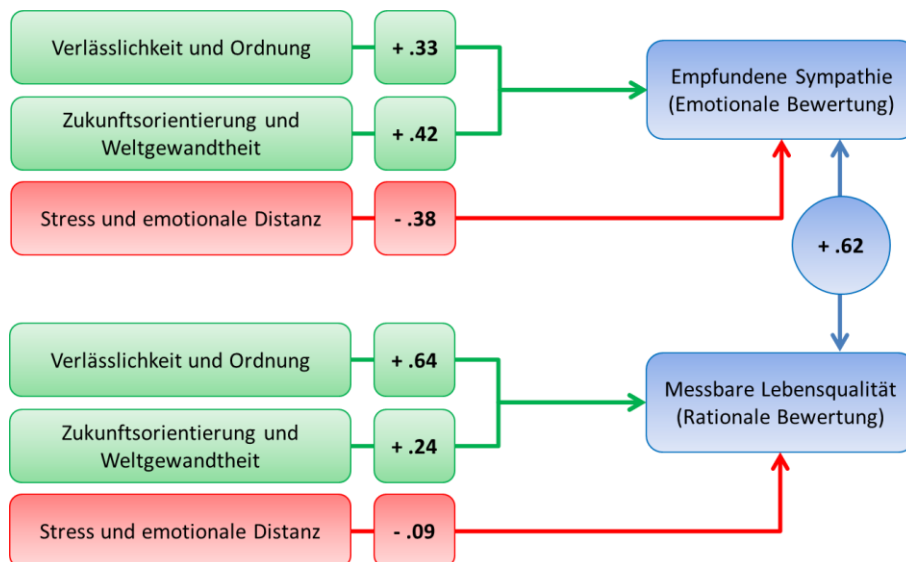 Verlässlichkeit und Ordnung
+ .33
Zukunftsorientierung und
Weltgewandtheit
+ .42
Stress und emotionale Distanz
- .38
Empfundene Sympathie
(Emotionale Bewertung)
+ .62
Verlässlichkeit und Ordnung
+ .64
Zukunftsorientierung und
Weltgewandtheit
+ .24
Stress und emotionale Distanz
- .09
Messbare Lebensqualität
(Rationale Bewertung)